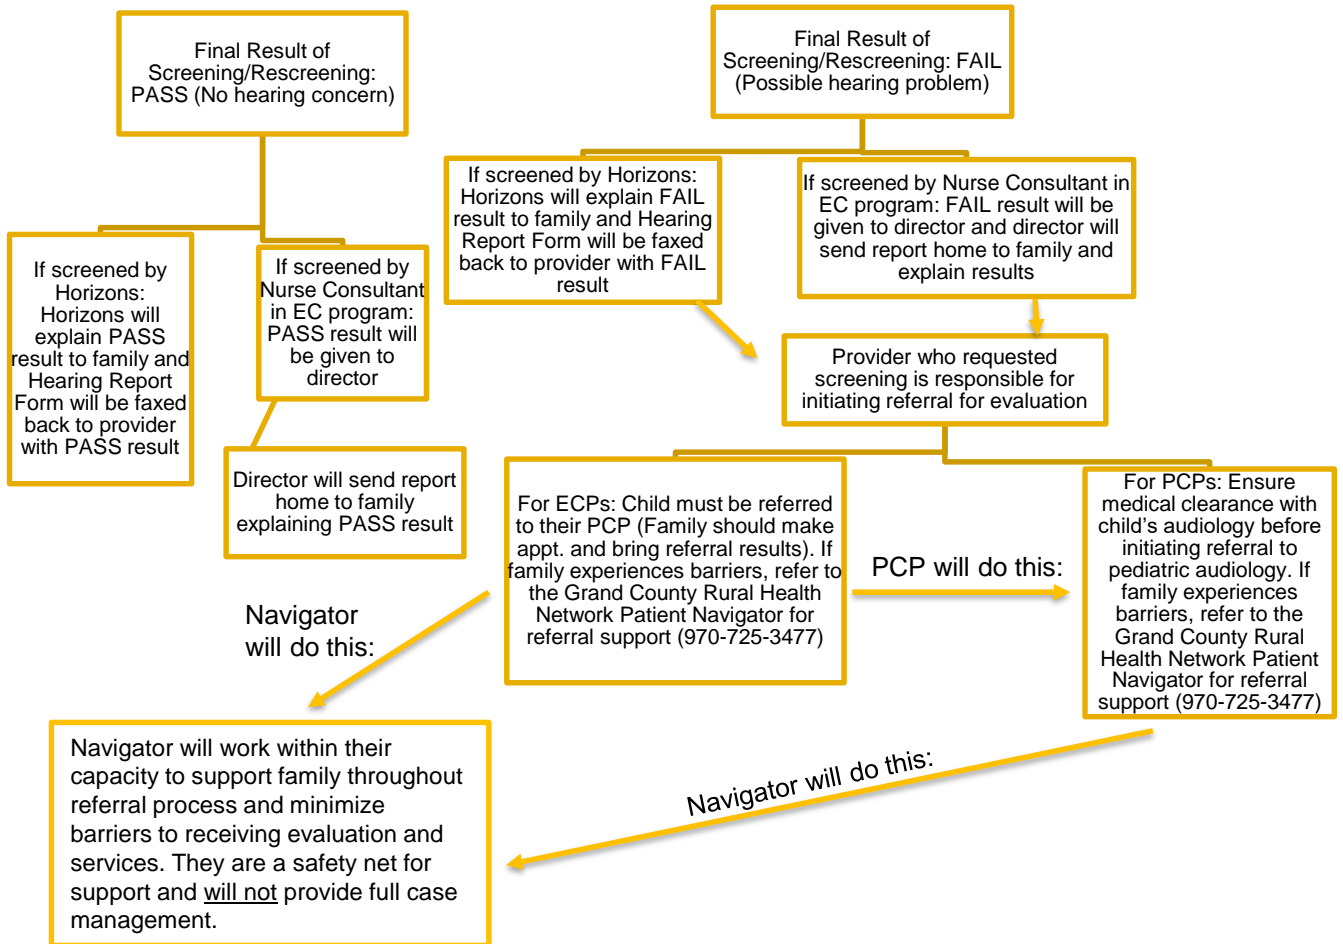 Final Result of
Screening/Rescreening:
PASS (No hearing concern)
Final Result of
Screening/Rescreening: FAIL
(Possible hearing problem)
If screened by
Horizons:
Horizons will
explain PASS
result to family and
Hearing Report
Form will be faxed
back to provider
with PASS result
If screened by
Nurse Consultant
in EC program:
PASS result will
be given to
director
Director will send report
home to family
explaining PASS result
If screened by Horizons:
Horizons will explain FAIL
result to family and Hearing
Report Form will be faxed
back to provider with FAIL
result
If screened by Nurse Consultant in
EC program: FAIL result will be
given to director and director will
send report home to family and
explain results
Provider who requested
screening is responsible for
initiating referral for evaluation
For ECPs: Child must be referred
to their PCP (Family should make
appt. and bring referral results). If
family experiences barriers, refer to
the Grand County Rural Health
Network Patient Navigator for
referral support (970-725-3477)
PCP will do this:
For PCPs: Ensure
medical clearance with
child’s audiology before
initiating referral to
pediatric audiology. If
family experiences
barriers, refer to the
Grand County Rural
Health Network Patient
Navigator for referral
support (970-725-3477)
Navigator
will do this:
Navigator will do this:
Navigator will work within their
capacity to support family throughout
referral process and minimize
barriers to receiving evaluation and
services. They are a safety net for
support and will not provide full case
management.